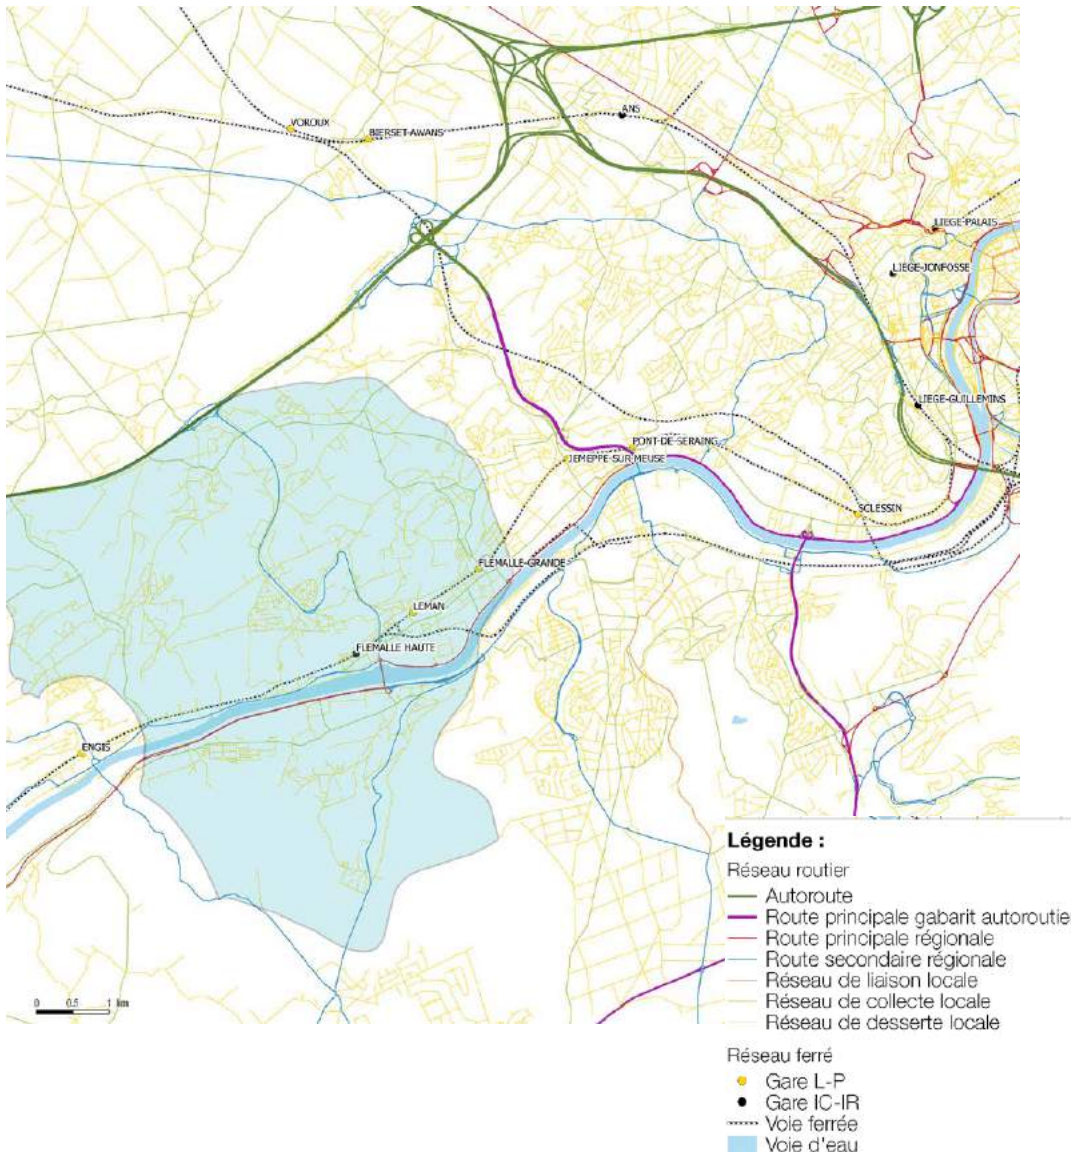 ANS
VOROUX
BIERSET-AWANS
LIEGE-PALAIS
LIEGE-JONFOSSE
LIEGE-GUILLEMINS
PONT-DE-SERAING
JEMEPPE-SUR-MEUSE
SCLESSIN
FLEMALLE-GRANDE
LEMAN
FLEMALLE HAUTE
ENGIS
0 0.5 1 km
Légende :
Réseau routier
Autoroute
Route principale gabarit autoroutie
Route principale régionale
Route secondaire régionale
Réseau de liaison locale
Réseau de collecte locale
Réseau de desserte locale
Réseau ferré
Gare L-P
Gare IC-IR
Voie ferrée
Voie d'eau